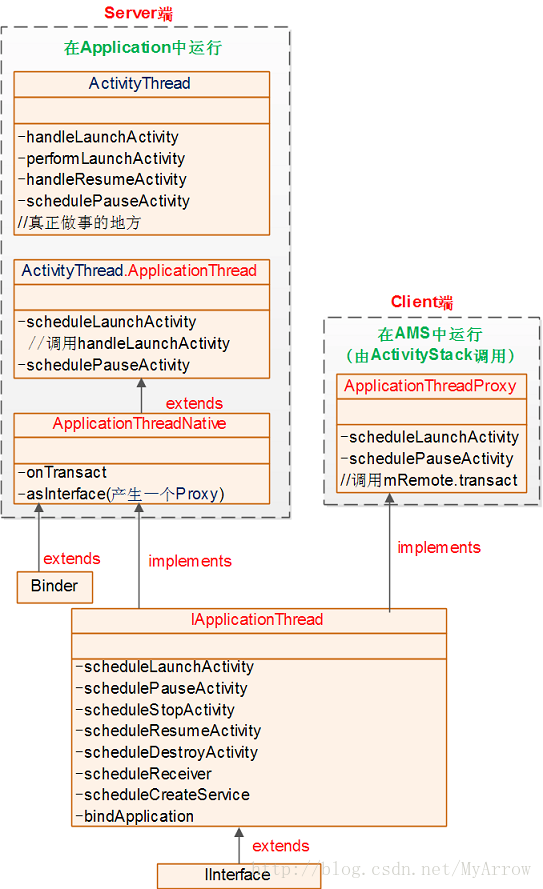 Server端
在Application中运行
ActivityThread
-handleLaunchActivity
-performLaunchActivity
-handleResumeActivity
-schedulePauseActivity
//真正做事的地方
ActivityThread.ApplicationThread
-scheduleLaunchActivity
//调用handleLaunchActivity
-schedulePauseActivity
extends
ApplicationThreadNative
-onTransact
-asInterface(产生一个Proxy)
Client端
在AMS中运行
（由ActivityStack调用）
ApplicationThreadProxy
-scheduleLaunchActivity
-schedulePauseActivity
//调用mRemote.transact
extends
implements
implements
Binder
IApplicationThread
-scheduleLaunchActivity
-schedulePauseActivity
-scheduleStopActivity
-scheduleResumeActivity
-scheduleDestroyActivity
-scheduleReceiver
-scheduleCreateService
-bindApplication
extends
IInterface
http://blog.csdn.net/MyArrow